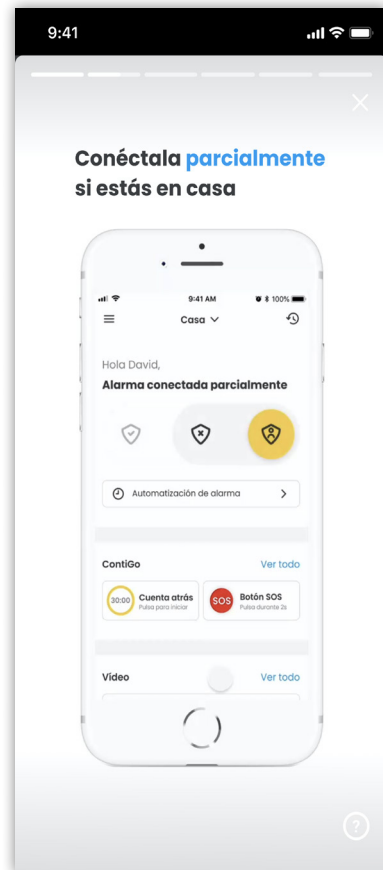 9:41
Conéctala parcialmente
si estás en casa
9:41 AM
100%
Casa
Hola David,
Alarma conectada parcialmente
Automatización de alarma
ContiGo
Ver todo
30:00
Cuenta atrás
Pulsa para iniciar
SOS
Botón SOS
Pulsa durante 2s
Vídeo
Ver todo
?